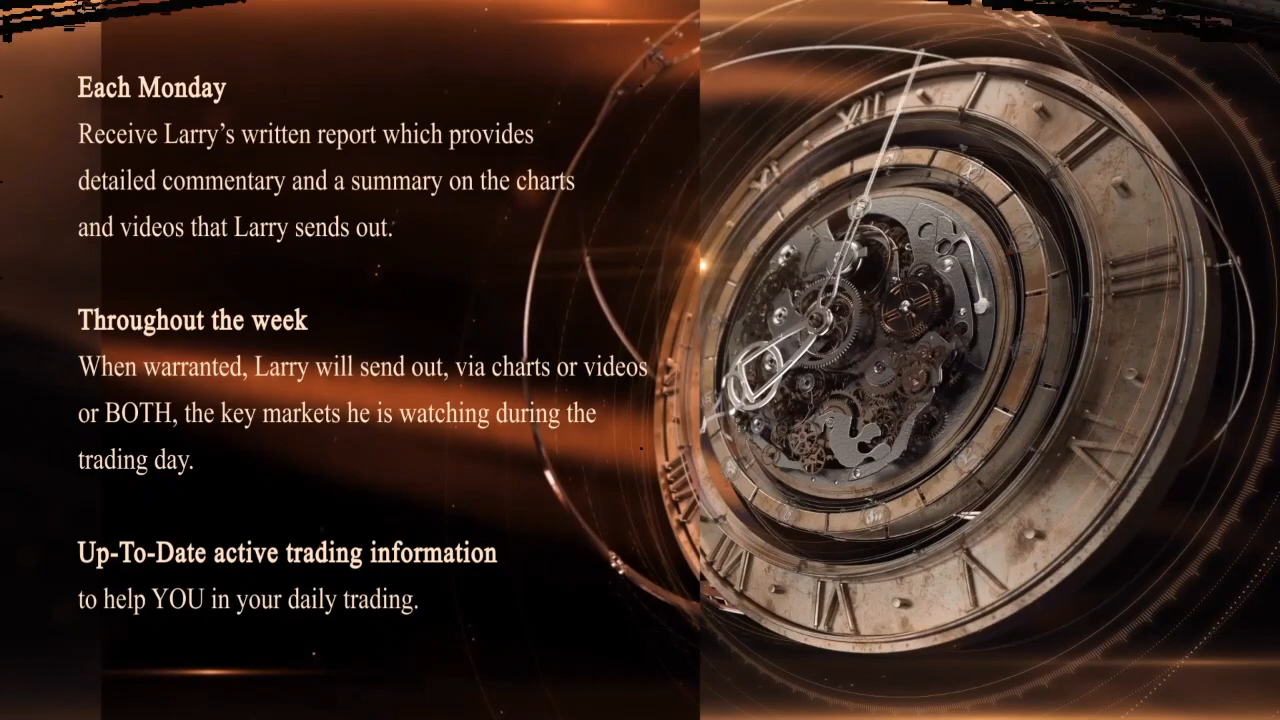 Each Monday
Receive Larry’s written report which provides
detailed commentary and a summary on the charts
and videos that Larry sends out.
Throughout the week
When warranted, Larry will send out, via charts or videos
or BOTH, the key markets he is watching during the
trading day.
Up-To-Date active trading information
to help YOU in your daily trading.